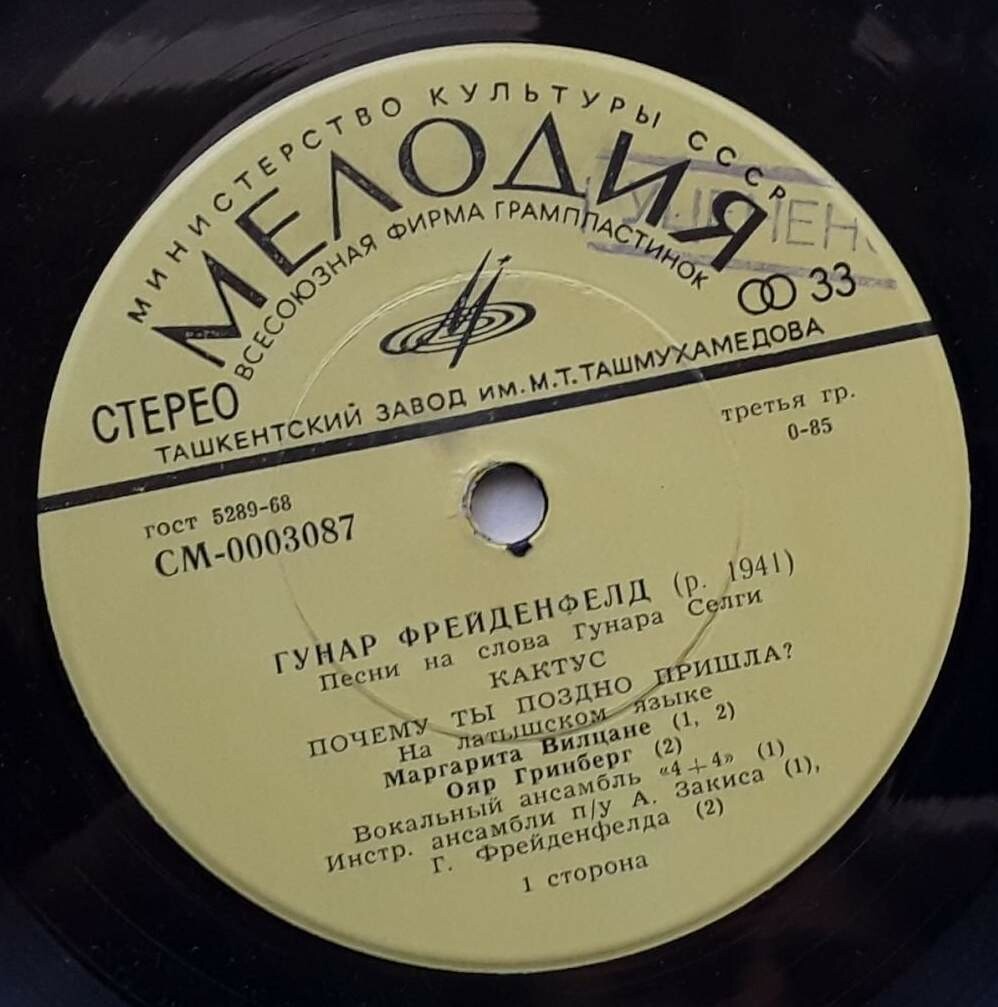 МИНИСТЕРСТВО КУЛЬТУРЫ СССР
МЕЛОДИЯ
ВСЕСОЮЗНАЯ ФИРМА ГРАМПЛАСТИНОК
СТЕРЕО
33
ТАШКЕНТСКИЙ ЗАВОД ИМ. М.Т. ТАШМУХАМЕДОВА
третья гр.
0-85
гост 5289-68
СМ-0003087
ГУНАР ФРЕЙДЕНФЕЛД (р. 1941)
Песни на слова Гунара Селги
КАКТУС
ПОЧЕМУ ТЫ ПОЗДНО ПРИШЛА?
На латышском языке
Маргарита Вилцане (1, 2)
Ояр Гринберг (2)
Вокальный ансамбль «4+4» (1)
Инстр. ансамбли п/у А. Закиса (1),
Г. Фрейденфелда (2)
1 сторона